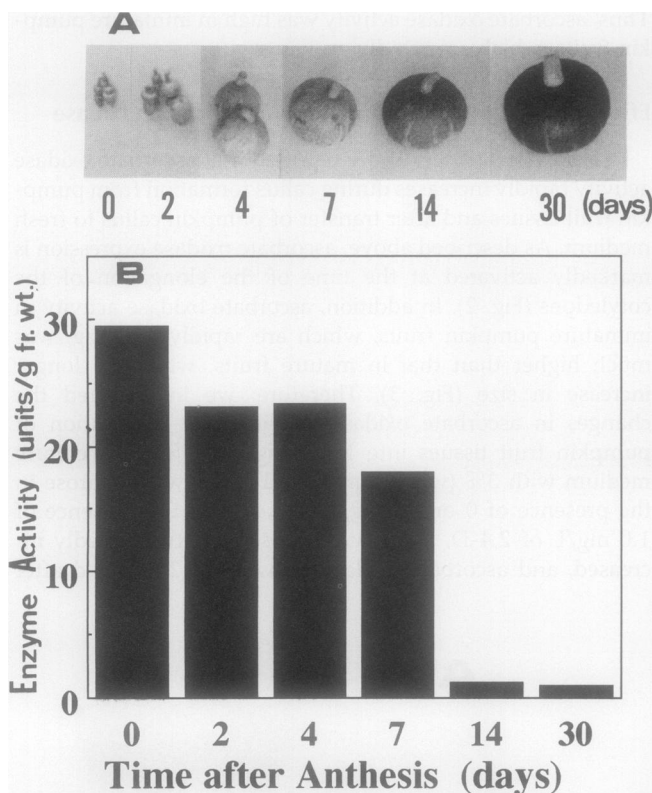 A
0 2 4 7 14 30 (days)
B
Enzyme Activity (units/g fr. wt.)
30
20
10
0
0 2 4 7 14 30
Time after Anthesis (days)